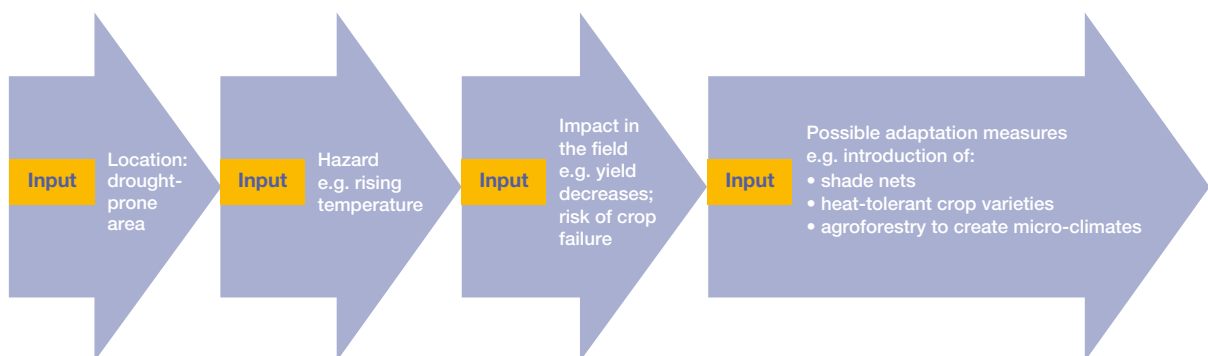 Input
Location:
drought-
prone
area
Input
Hazard
e.g. rising
temperature
Input
Impact in
the field
e.g. yield
decreases;
risk of crop
failure
Input
Possible adaptation measures
e.g. introduction of:
• shade nets
• heat-tolerant crop varieties
• agroforestry to create micro-climates